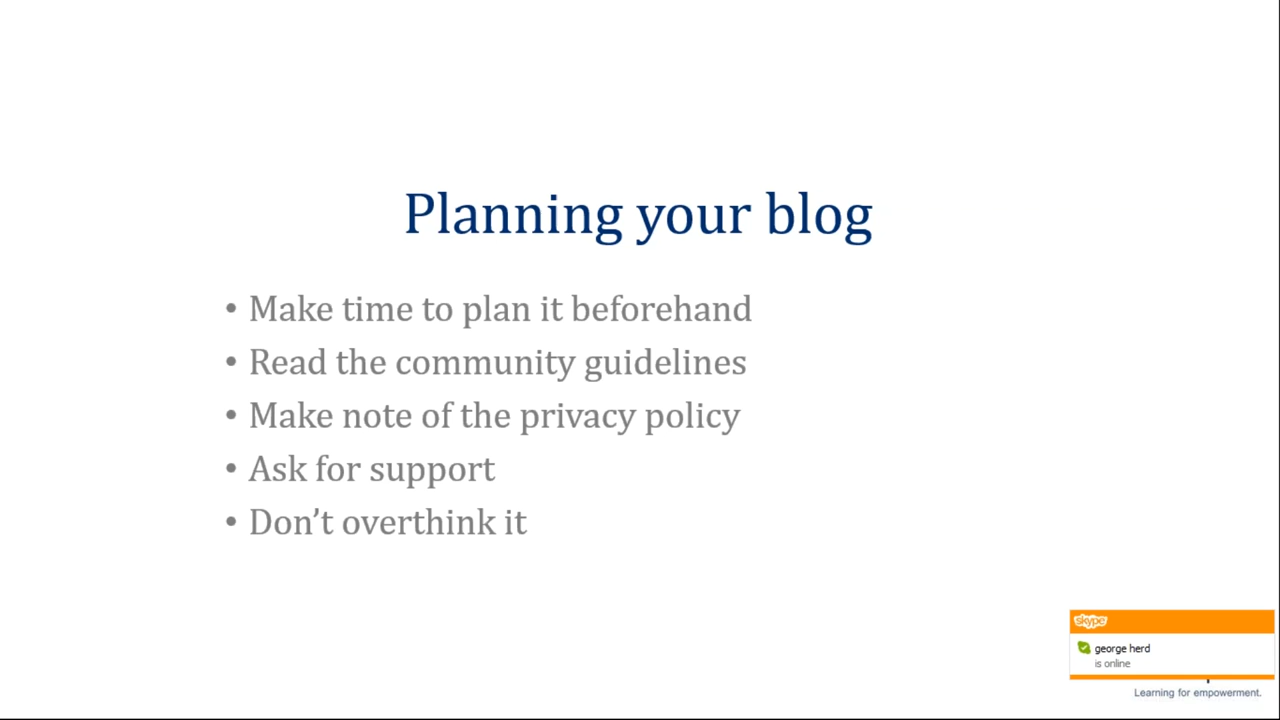 Planning your blog
• Make time to plan it beforehand
• Read the community guidelines
• Make note of the privacy policy
• Ask for support
• Don’t overthink it
skype
george herd
is online
Learning for empowerment.